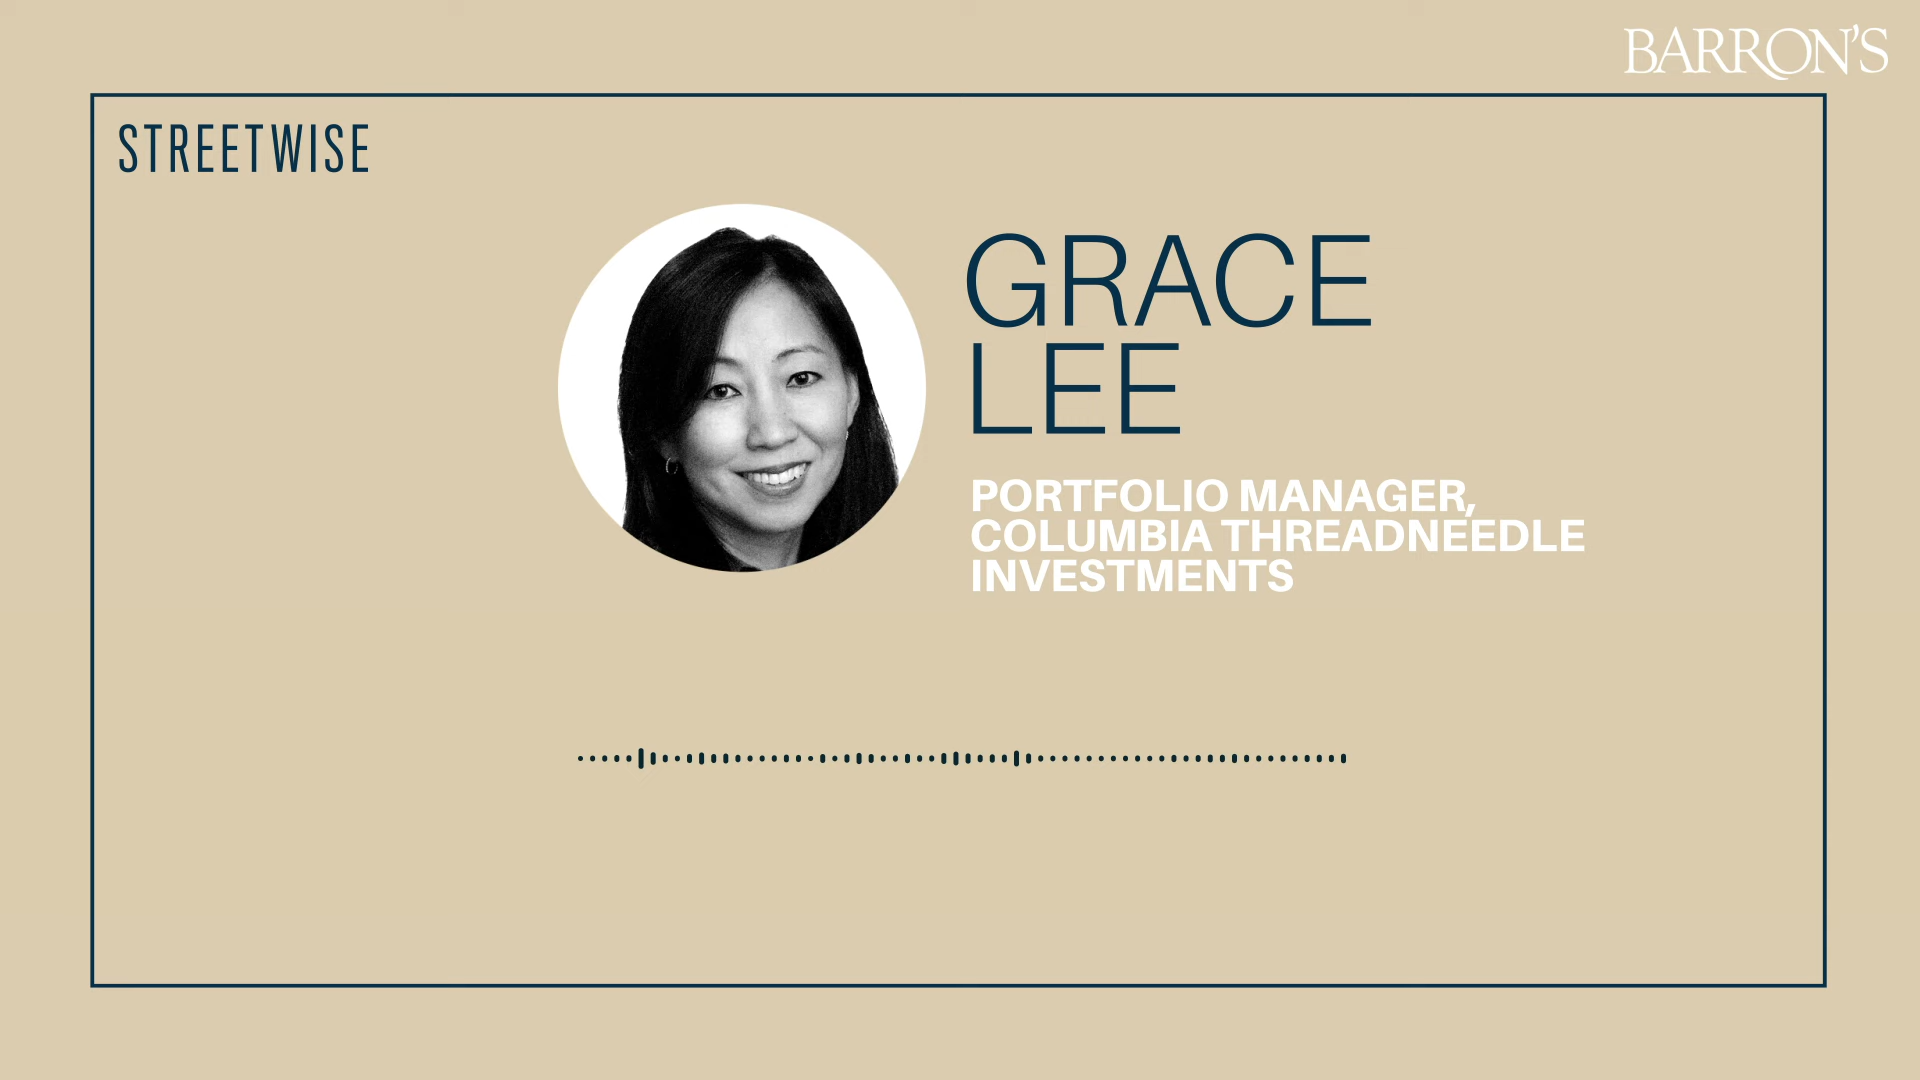 BARRON'S
STREETWISE
GRACE
LEE
PORTFOLIO MANAGER,
COLUMBIA THREADNEEDLE
INVESTMENTS